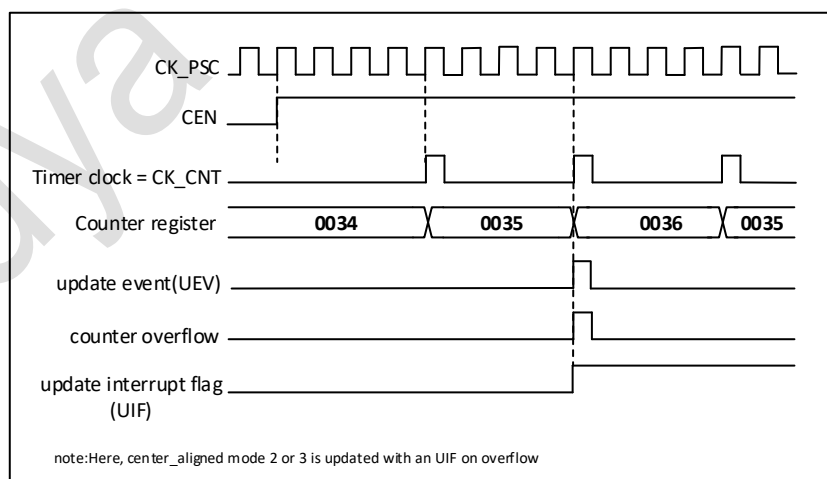 CK_PSC
CEN
Timer clock = CK_CNT
Counter register 0034 0035 0036 0035
update event(UEV)
counter overflow
update interrupt flag
(UIF)
note:Here, center_aligned mode 2 or 3 is updated with an UIF on overflow